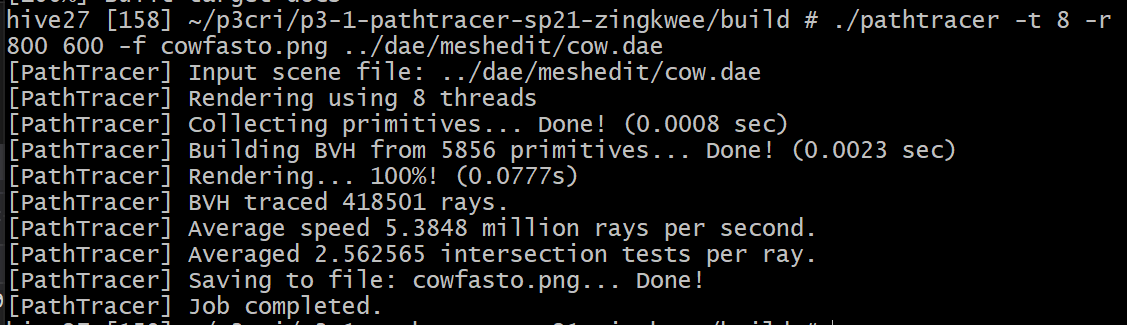 hive27 [158] ~/p3cri/p3-1-pathtracer-sp21-zingkwee/build # ./pathtracer -t 8 -r
800 600 -f cowfasto.png ../dae/meshedit/cow.dae
[PathTracer] Input scene file: ../dae/meshedit/cow.dae
[PathTracer] Rendering using 8 threads
[PathTracer] Collecting primitives... Done! (0.0008 sec)
[PathTracer] Building BVH from 5856 primitives... Done! (0.0023 sec)
[PathTracer] Rendering... 100%! (0.0777s)
[PathTracer] BVH traced 418501 rays.
[PathTracer] Average speed 5.3848 million rays per second.
[PathTracer] Averaged 2.562565 intersection tests per ray.
[PathTracer] Saving to file: cowfasto.png... Done!
[PathTracer] Job completed.